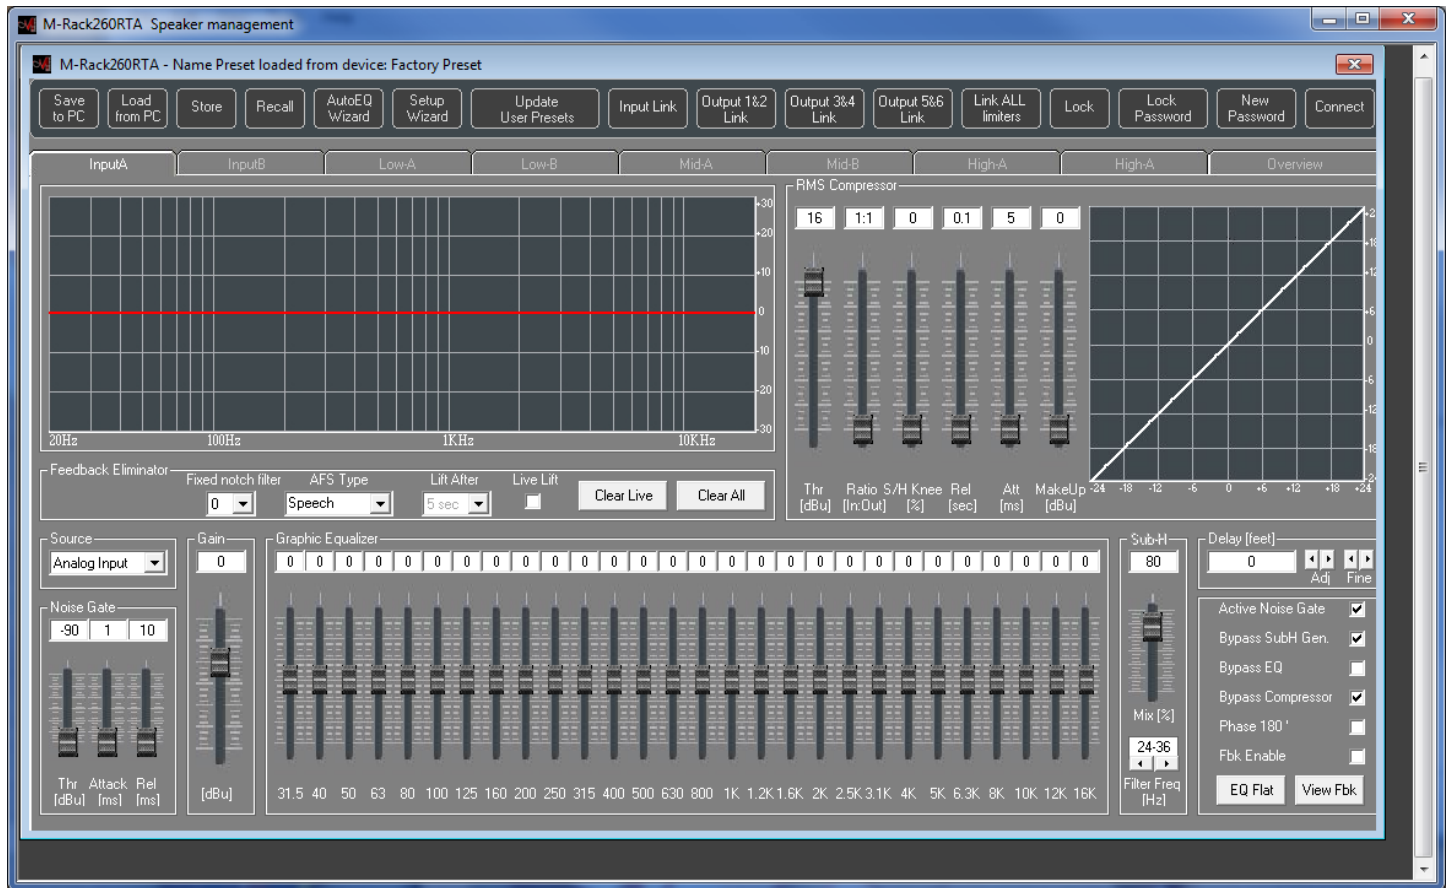 M-Rack260RTA  Speaker management
M-Rack260RTA - Name Preset loaded from device: Factory Preset
Save to PC
Load from PC
Store
Recall
AutoEQ Wizard
Setup Wizard
Update User Presets
Input Link
Output 1&2 Link
Output 3&4 Link
Output 5&6 Link
Link ALL limiters
Lock
Lock Password
New Password
Connect
InputA InputB Low-A Low-B Mid-A Mid-B High-A High-A Overview
+30
+20
+10
0
-10
-20
-30
20Hz 100Hz 1KHz 10KHz
RMS Compressor
16 1:1 0 0.1 5 0
Thr [dBu]
Ratio [In:Out]
S/H Knee [%]
Rel [sec]
Att [ms]
MakeUp [dBu]
+2
+18
+12
+6
0
-6
-12
-18
-24
-24 -18 -12 -6 0 +6 +12 +18 +24
Feedback Eliminator
Fixed notch filter AFS Type Lift After Live Lift
0 Speech 5 sec Clear Live Clear All
Source
Analog Input
Noise Gate
-90 1 10
Thr [dBu]
Attack [ms]
Rel [ms]
Gain
0
[dBu]
Graphic Equalizer
0 0 0 0 0 0 0 0 0 0 0 0 0 0 0 0 0 0 0 0 0 0 0 0 0 0 0 0
31.5 40 50 63 80 100 125 160 200 250 315 400 500 630 800 1K 1.2K 1.6K 2K 2.5K 3.1K 4K 5K 6.3K 8K 10K 12K 16K
Sub-H
80
Mix [%]
24-36
Filter Freq [Hz]
Delay [feet]
0
Adj Fine
Active Noise Gate
Bypass SubH Gen.
Bypass EQ
Bypass Compressor
Phase 180 '
Fbk Enable
EQ Flat View Fbk